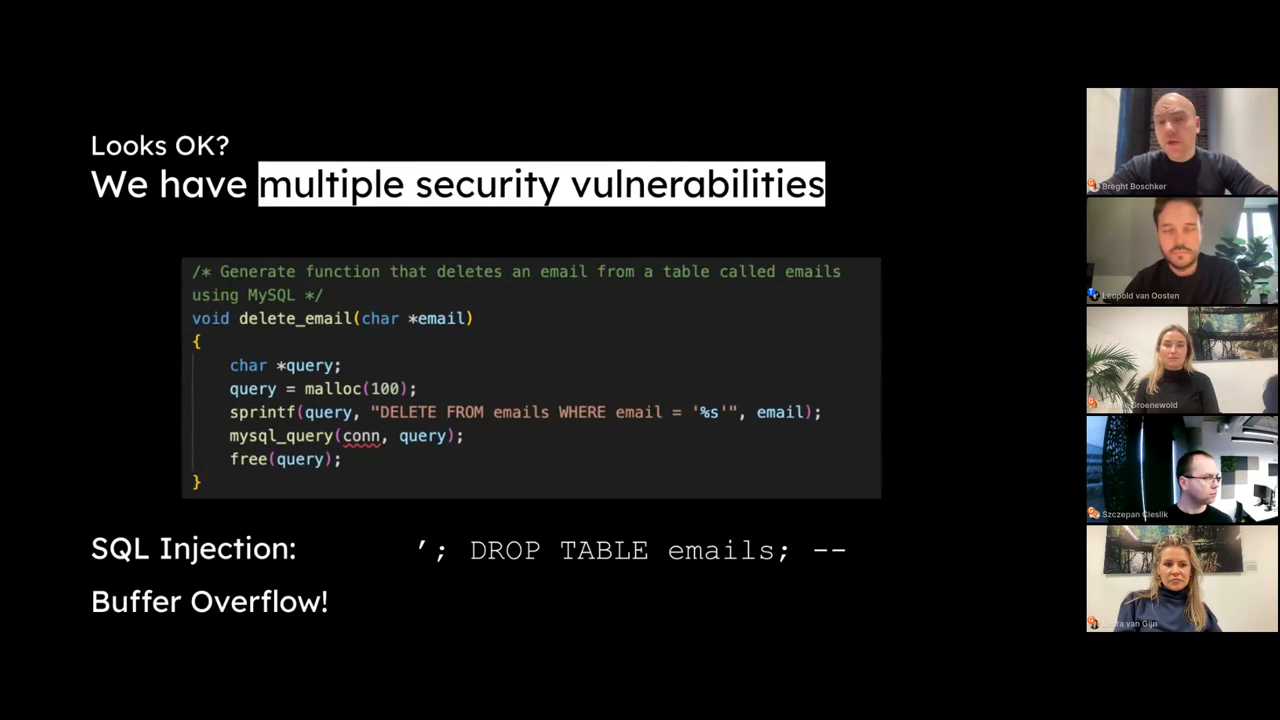 Looks OK?
We have multiple security vulnerabilities
/* Generate function that deletes an email from a table called emails
using MySQL */
void delete_email(char *email)
{
char *query;
query = malloc(100);
sprintf(query, "DELETE FROM emails WHERE email = '%s'", email);
mysql_query(conn, query);
free(query);
}
SQL Injection: '; DROP TABLE emails; --
Buffer Overflow!
Breght Boschker
Leopold van Oosten
Groenewold
Szczepan Cieslik
van Gijn